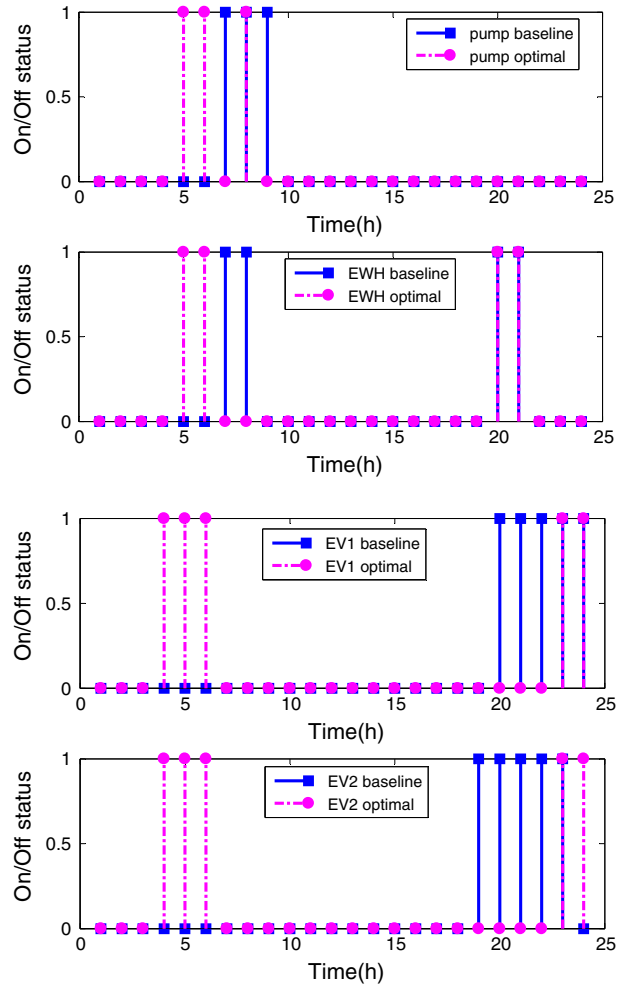 1
0.5
0
On/Off status
pump baseline
pump optimal
0 5 10 15 20 25
Time(h)
1
0.5
0
On/Off status
EWH baseline
EWH optimal
0 5 10 15 20 25
Time(h)
1
0.5
0
On/Off status
EV1 baseline
EV1 optimal
0 5 10 15 20 25
Time(h)
1
0.5
0
On/Off status
EV2 baseline
EV2 optimal
0 5 10 15 20 25
Time(h)